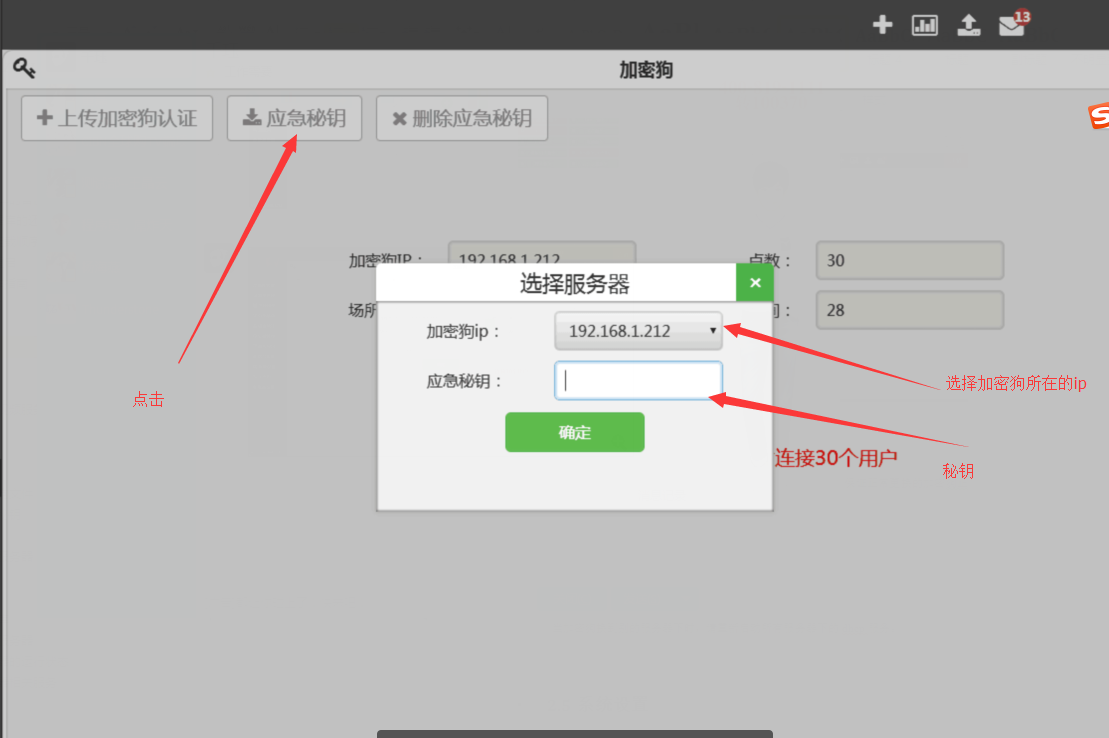 13
加密狗
上传加密狗认证 应急秘钥 删除应急秘钥
加密狗IP： 192.168.1.212 点数： 30
选择服务器
场所 间： 28
加密狗ip： 192.168.1.212
应急秘钥：
选择加密狗所在的ip
点击
确定
连接30个用户
秘钥